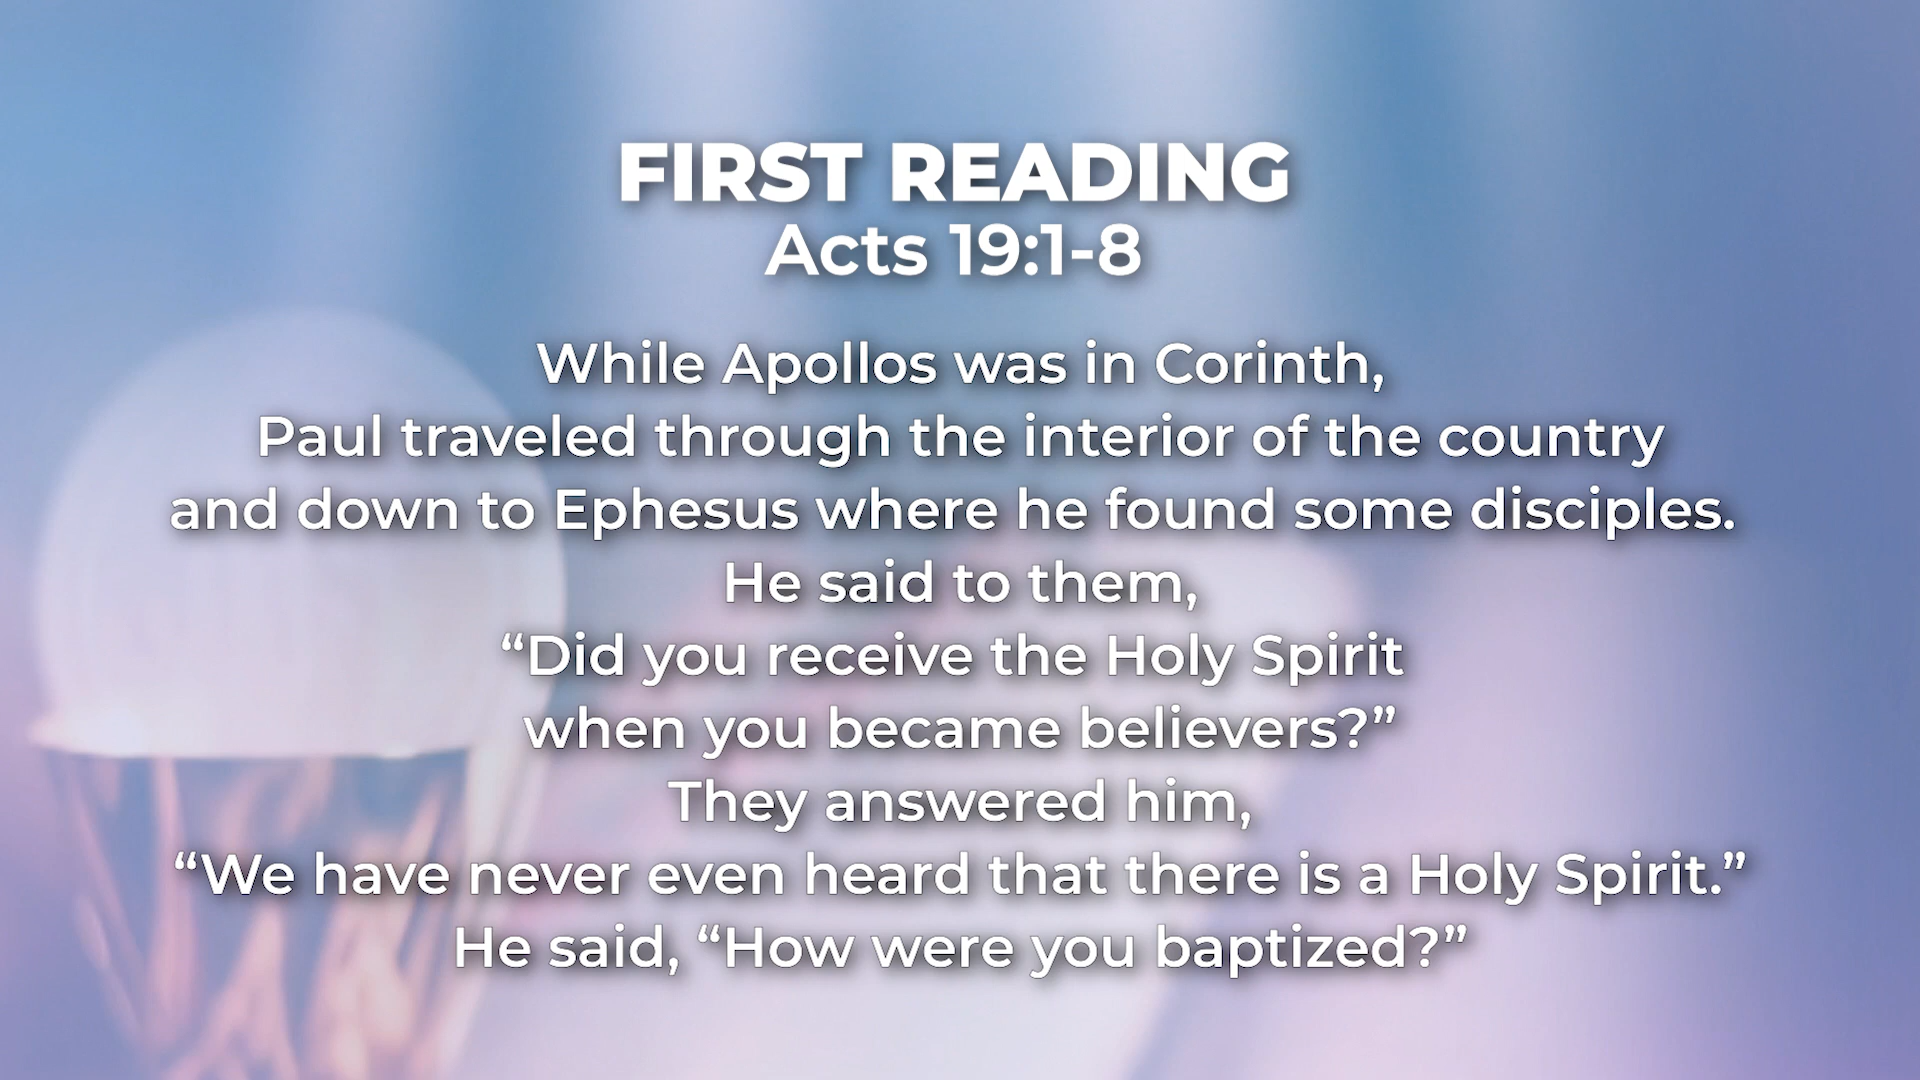 FIRST READING
Acts 19:1-8
While Apollos was in Corinth,
Paul traveled through the interior of the country
and down to Ephesus where he found some disciples.
He said to them,
“Did you receive the Holy Spirit
when you became believers?”
They answered him,
“We have never even heard that there is a Holy Spirit.”
He said, “How were you baptized?”